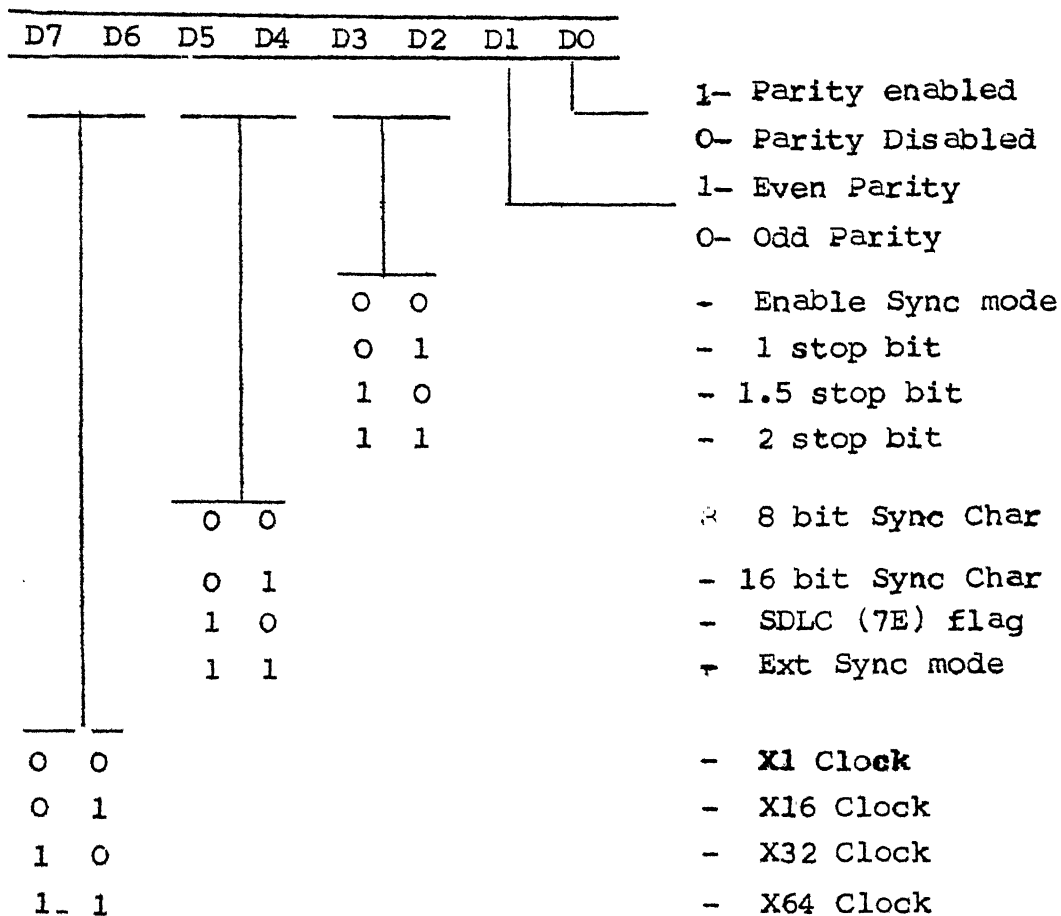 D7 D6 D5 D4 D3 D2 D1 D0
1- Parity enabled
0- Parity Disabled
1- Even Parity
0- Odd Parity
0 0 - Enable Sync mode
0 1 - 1 stop bit
1 0 - 1.5 stop bit
1 1 - 2 stop bit
0 0 8 bit Sync Char
0 1 - 16 bit Sync Char
1 0 - SDLC (7E) flag
1 1 - Ext Sync mode
0 0 - X1 Clock
0 1 - X16 Clock
1 0 - X32 Clock
1- 1 - X64 Clock